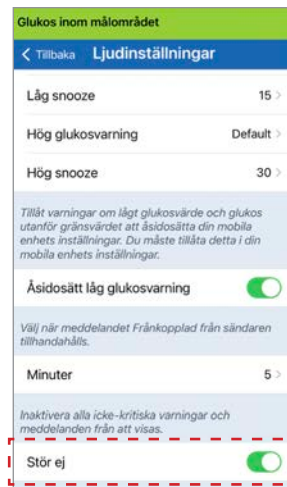 Glukos inom målområdet
Tillbaka Ljudinställningar
Låg snooze 15
Hög glukosvarning Default
Hög snooze 30
Tillåt varningar om lågt glukosvärde och glukos
utanför gränsvärdet att åsidosätta din mobila
enhets inställningar. Du måste tillåta detta i din
mobila enhets inställningar.
Åsidosätt låg glukosvarning
Välj när meddelandet Frånkopplad från sändaren
tillhandahålls.
Minuter 5
Inaktivera alla icke-kritiska varningar och
meddelanden från att visas.
Stör ej